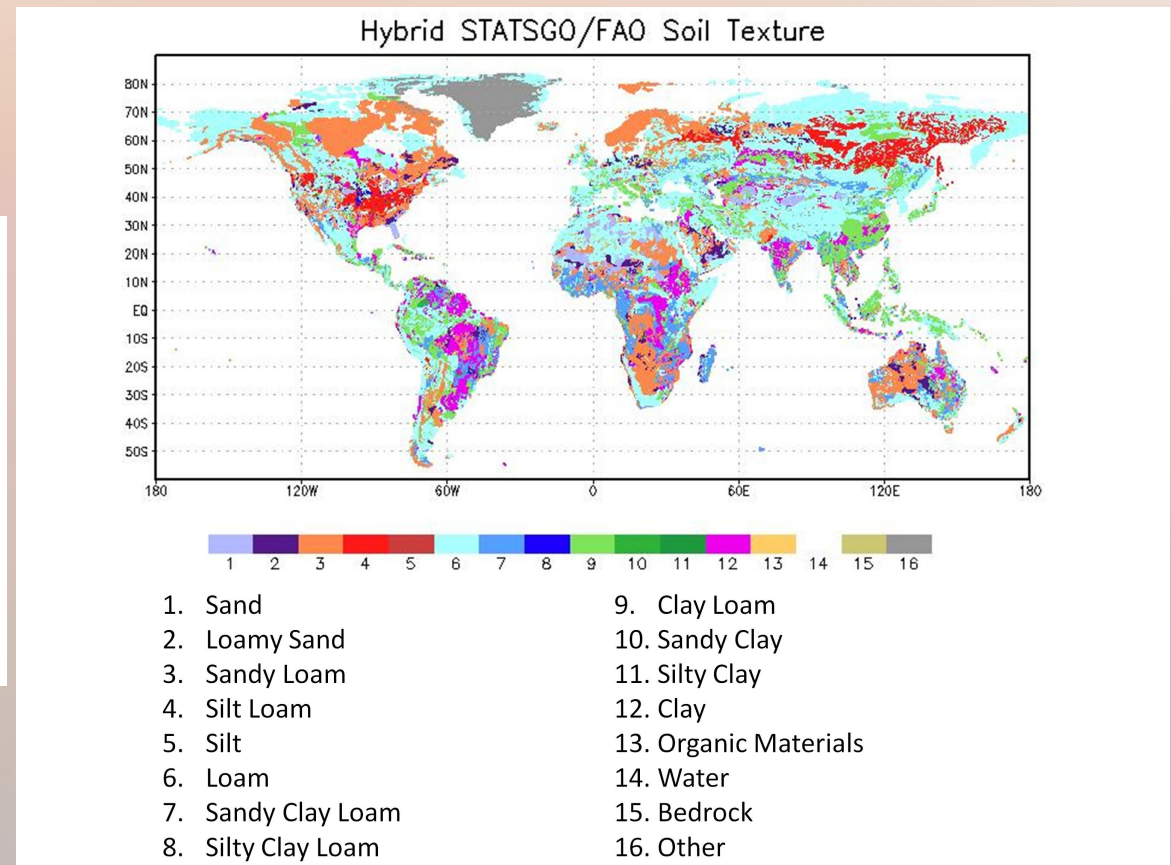 Hybrid STATSGO/FAO Soil Texture
80N
70N
60N
50N
40N
30N
20N
10N
EQ
10S
20S
30S
40S
50S
180 120W 60W 0 60E 120E 180
1 2 3 4 5 6 7 8 9 10 11 12 13 14 15 16
1. Sand
2. Loamy Sand
3. Sandy Loam
4. Silt Loam
5. Silt
6. Loam
7. Sandy Clay Loam
8. Silty Clay Loam
9. Clay Loam
10. Sandy Clay
11. Silty Clay
12. Clay
13. Organic Materials
14. Water
15. Bedrock
16. Other